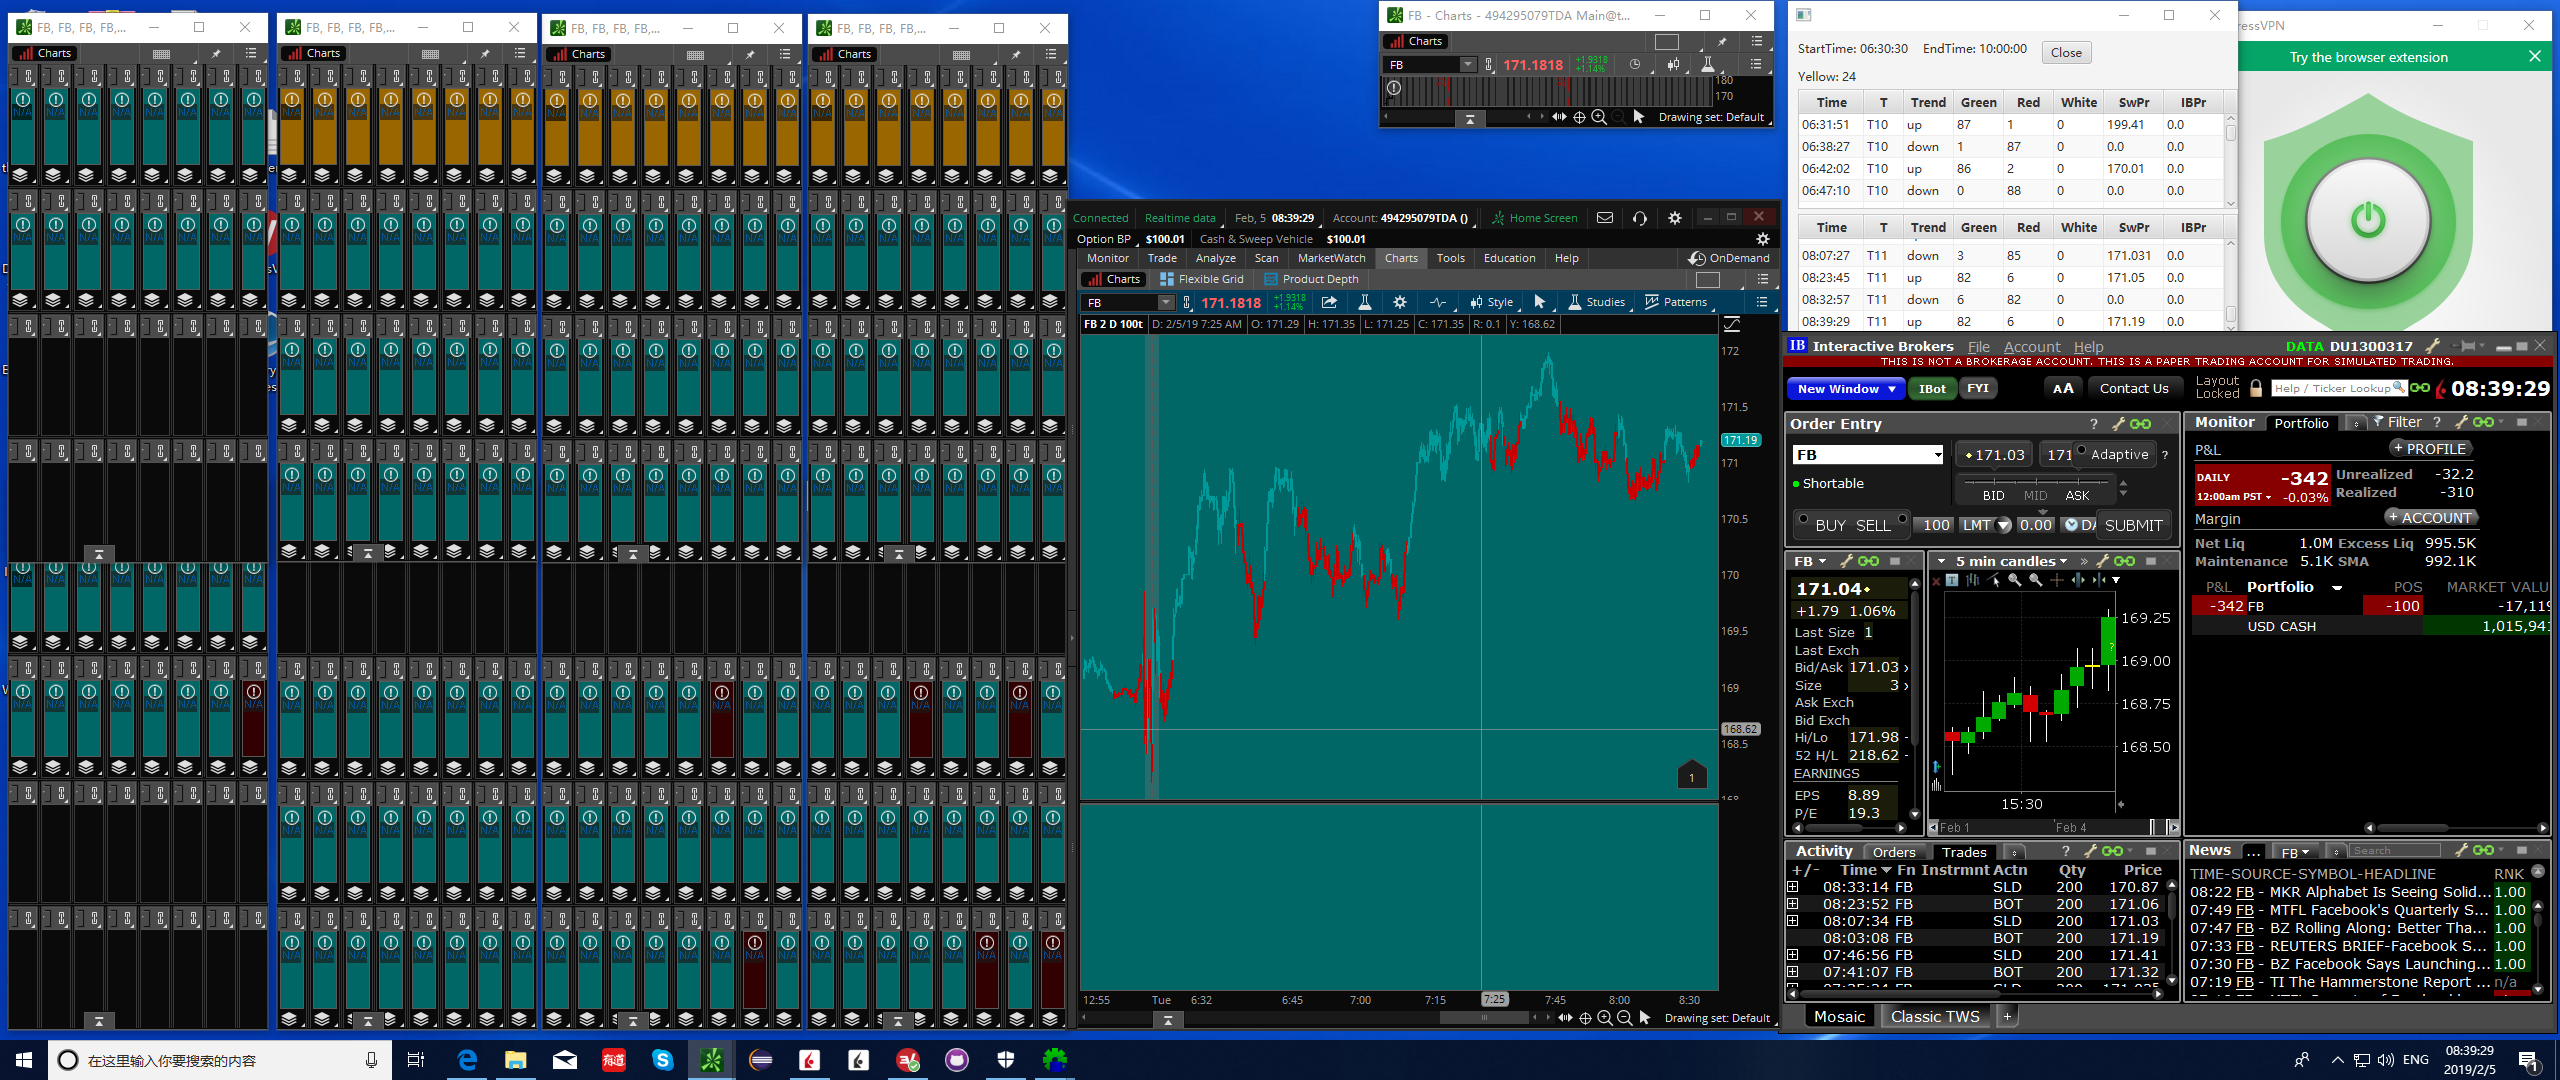 FB, FB, FB, FB,...
Charts
FB, FB, FB, FB,...
Charts
FB, FB, FB, FB,...
Charts
FB, FB, FB, FB,...
Charts
N/A
FB - Charts - 494295079TDA Main@t...
Charts
FB 171.1818 +1.9318 +1.14%
180
170
Drawing set: Default
StartTime: 06:30:30 EndTime: 10:00:00 Close
Yellow: 24
Time T Trend Green Red White SwPr IBPr
06:31:51 T10 up 87 1 0 199.41 0.0
06:38:27 T10 down 1 87 0 0.0 0.0
06:42:02 T10 up 86 2 0 170.01 0.0
06:47:10 T10 down 0 88 0 0.0 0.0
Time T Trend Green Red White SwPr IBPr
08:07:27 T11 down 3 85 0 171.031 0.0
08:23:45 T11 up 82 6 0 171.05 0.0
08:32:57 T11 down 6 82 0 0.0 0.0
08:39:29 T11 up 82 6 0 171.19 0.0
ressVPN
Try the browser extension
Connected Realtime data Feb, 5 08:39:29 Account: 494295079TDA () Home Screen
Option BP $100.01 Cash & Sweep Vehicle $100.01
Monitor Trade Analyze Scan MarketWatch Charts Tools Education Help OnDemand
Charts Flexible Grid Product Depth
FB 171.1818 +1.9318 +1.14% Style Studies Patterns
FB 2 D 100t D: 2/5/19 7:25 AM O: 171.29 H: 171.35 L: 171.25 C: 171.35 R: 0.1 Y: 168.62
172
171.5
171.19
171
170.5
170
169.5
169
168.62
168.5
1
12:55 Tue 6:32 6:45 7:00 7:15 7:25 7:45 8:00 8:30
Drawing set: Default
IB Interactive Brokers File Account Help DATA DU1300317
THIS IS NOT A BROKERAGE ACCOUNT. THIS IS A PAPER TRADING ACCOUNT FOR SIMULATED TRADING.
New Window IBot FYI AA Contact Us Layout Locked Help / Ticker Lookup 08:39:29
Order Entry ?
FB 171.03 171 Adaptive ?
Shortable
BID MID ASK
BUY SELL 100 LMT 0.00 DA SUBMIT
Monitor Portfolio Filter ?
P&L + PROFILE
DAILY -342 Unrealized -32.2
12:00am PST -0.03% Realized -310
Margin + ACCOUNT
Net Liq 1.0M Excess Liq 995.5K
Maintenance 5.1K SMA 992.1K
P&L Portfolio POS MARKET VALU
-342 FB -100 -17,119
USD CASH 1,015,941
FB
171.04
+1.79 1.06%
Last Size 1
Last Exch
Bid/Ask 171.03 x
Size 3 x
Ask Exch
Bid Exch
Hi/Lo 171.98 -
52 H/L 218.62 -
EARNINGS
EPS 8.89
P/E 19.3
5 min candles
169.25
169.00
168.75
168.50
15:30
Feb 1 Feb 4
Activity Orders Trades ?
+/- Time Fn Instrmnt Actn Qty Price
08:33:14 FB SLD 200 170.87
08:23:52 FB BOT 200 171.06
08:07:34 FB SLD 200 171.03
08:03:08 FB BOT 200 171.19
07:46:56 FB SLD 200 171.41
07:41:07 FB BOT 200 171.32
News ... FB Search
TIME-SOURCE-SYMBOL-HEADLINE RNK
08:22 FB - MKR Alphabet Is Seeing Solid... 1.00
07:49 FB - MTFL Facebook's Quarterly S... 1.00
07:47 FB - BZ Rolling Along: Better Tha... 1.00
07:33 FB - REUTERS BRIEF-Facebook S... 1.00
07:30 FB - BZ Facebook Says Launching... 1.00
07:19 FB - TI The Hammerstone Report ... n/a
Mosaic Classic TWS +
在这里输入你要搜索的内容
有道
ENG
08:39:29
2019/2/5
1